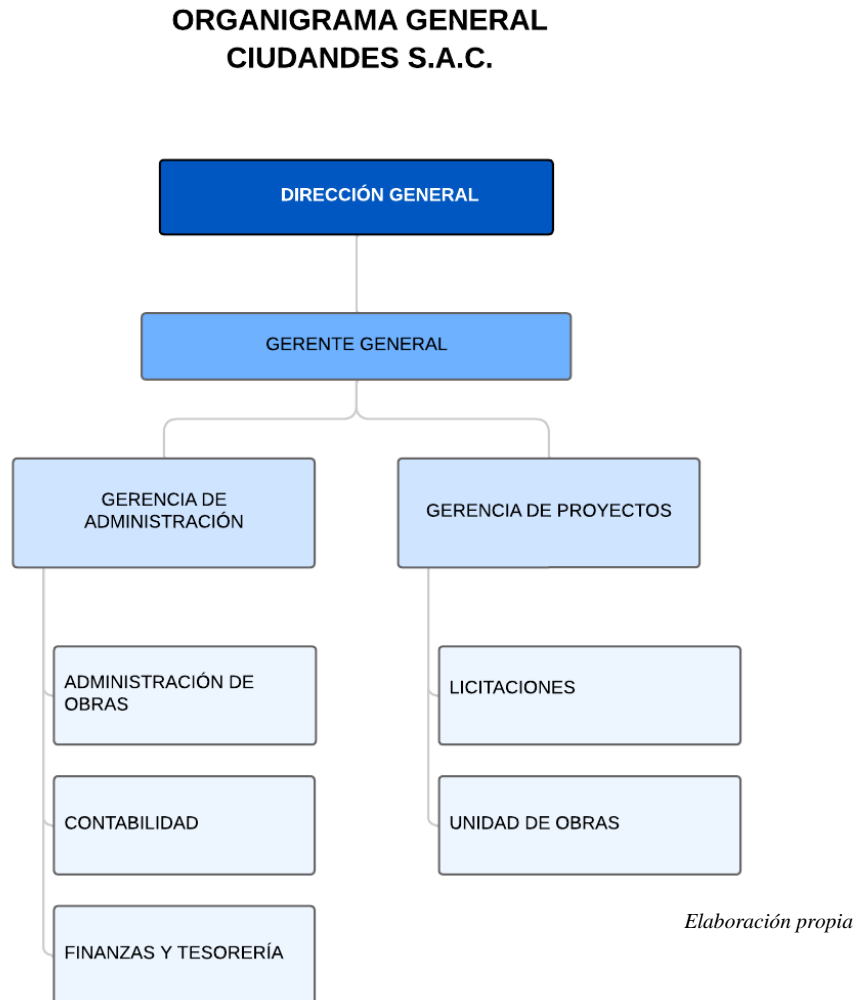 ORGANIGRAMA GENERAL
CIUDANDES S.A.C.
DIRECCIÓN GENERAL
GERENTE GENERAL
GERENCIA DE
ADMINISTRACIÓN
GERENCIA DE PROYECTOS
ADMINISTRACIÓN DE
OBRAS
LICITACIONES
CONTABILIDAD
UNIDAD DE OBRAS
FINANZAS Y TESORERÍA
Elaboración propia